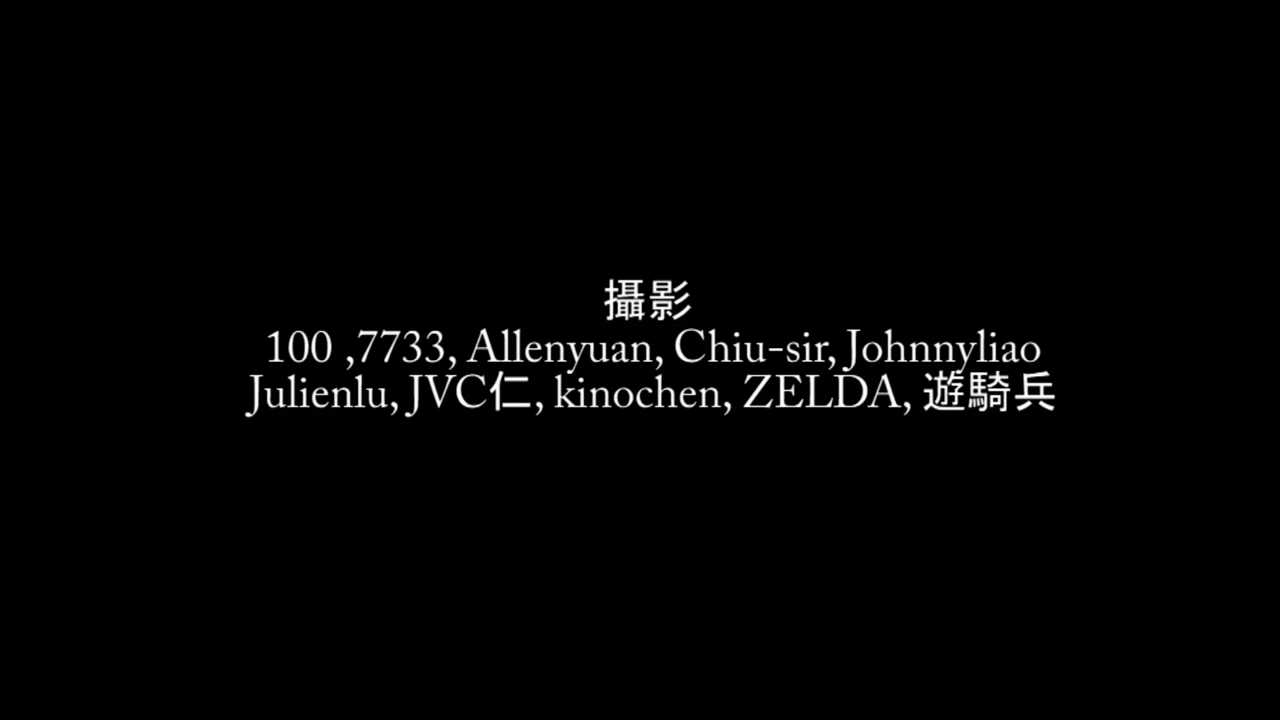 攝影
100 ,7733, Allenyuan, Chiu-sir, Johnnyliao
Julienlu, JVC仁, kinochen, ZELDA, 遊騎兵